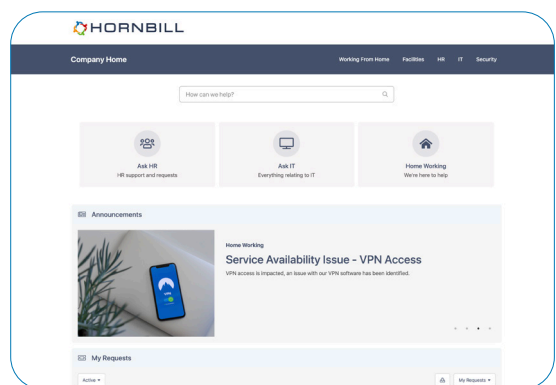 HORNBILL
Company Home
Working From Home Facilities HR IT Security
How can we help?
Ask HR
HR support and requests
Ask IT
Everything relating to IT
Home Working
We're here to help
Announcements
VPN
Home Working
Service Availability Issue - VPN Access
VPN access is impacted, an issue with our VPN software has been identified.
My Requests
Active
My Requests